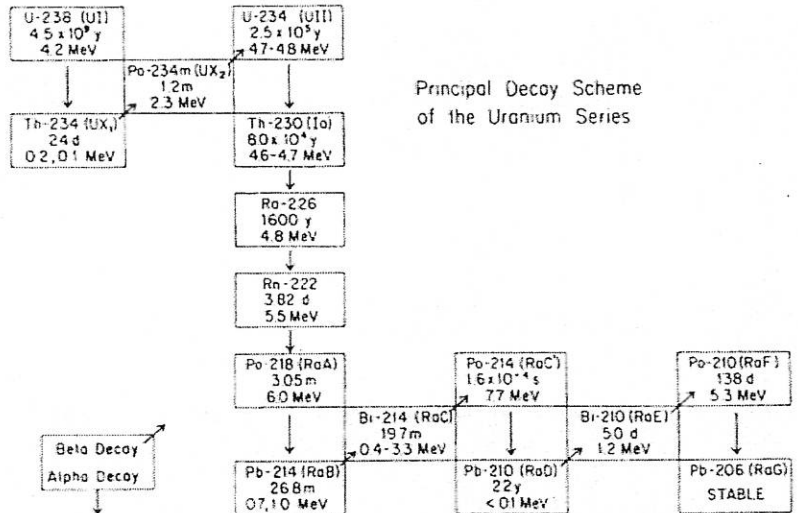 U-238 (UI)
4.5 x 10⁹ y
4.2 MeV
U-234 (UII)
2.5 x 10⁵ y
4.7-4.8 MeV
Pa-234m (UX₂)
1.2m
2.3 MeV
Principal Decay Scheme
of the Uranium Series
Th-234 (UX₁)
24 d
0.2, 0.1 MeV
Th-230 (Io)
8.0 x 10⁴ y
4.6-4.7 MeV
Ra-226
1600 y
4.8 MeV
Rn-222
3.82 d
5.5 MeV
Po-218 (RaA)
3.05 m
6.0 MeV
Po-214 (RaC')
1.6 x 10⁻⁴ s
7.7 MeV
Po-210 (RaF)
138 d
5.3 MeV
Bi-214 (RaC)
19.7 m
0.4-3.3 MeV
Bi-210 (RaE)
5.0 d
1.2 MeV
Beta Decay
Alpha Decay
Pb-214 (RaB)
26.8 m
0.7, 1.0 MeV
Pb-210 (RaD)
22 y
< 0.1 MeV
Pb-206 (RaG)
STABLE